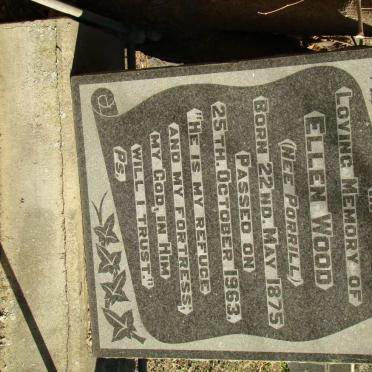 LOVING MEMORY OF
ELLEN WOOD
(NEE PORRILL)
BORN 22ND. MAY 1875
PASSED ON
25TH. OCTOBER 1963
"HE IS MY REFUGE
AND MY FORTRESS,
MY GOD, IN HIM
WILL I TRUST."
PS.